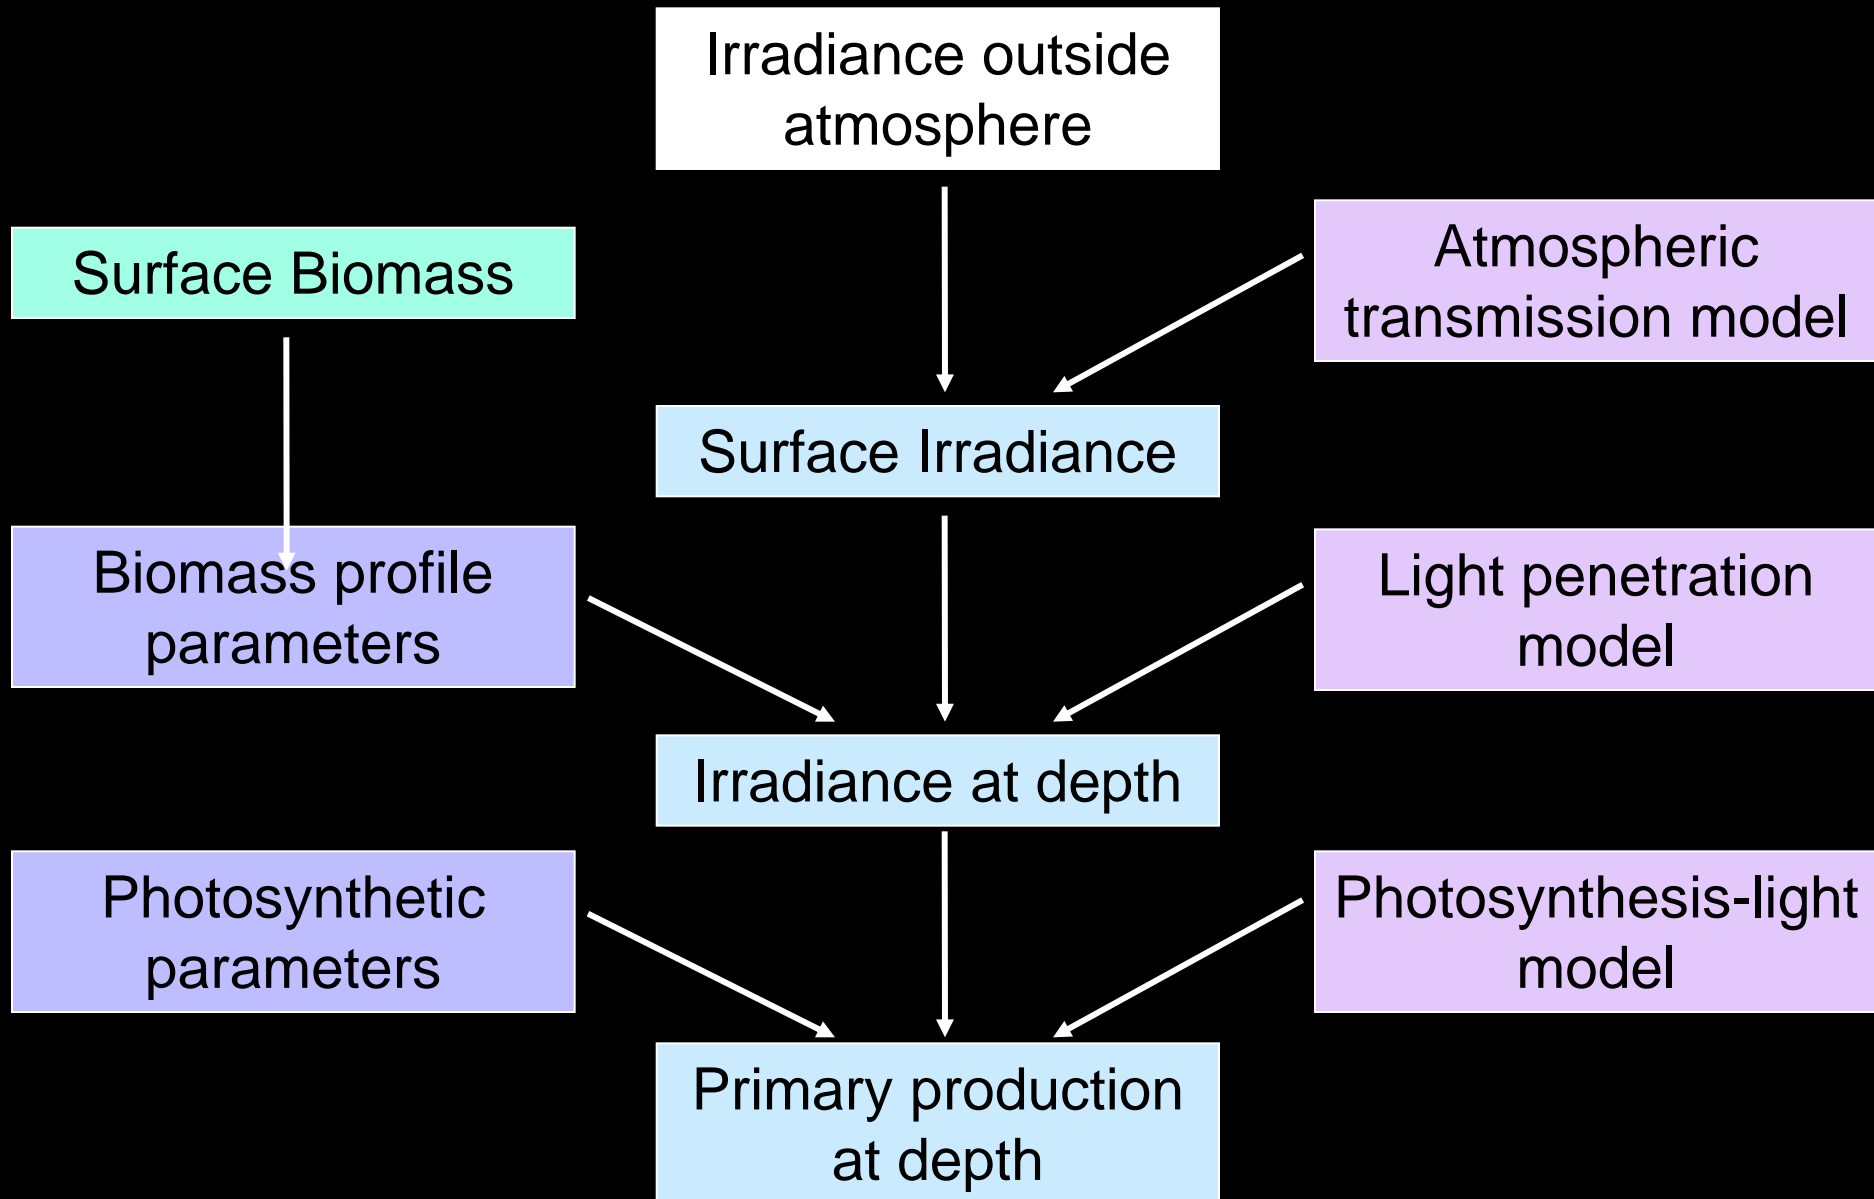 Irradiance outside
atmosphere
Surface Biomass
Atmospheric
transmission model
Surface Irradiance
Biomass profile
parameters
Light penetration
model
Irradiance at depth
Photosynthetic
parameters
Photosynthesis-light
model
Primary production
at depth